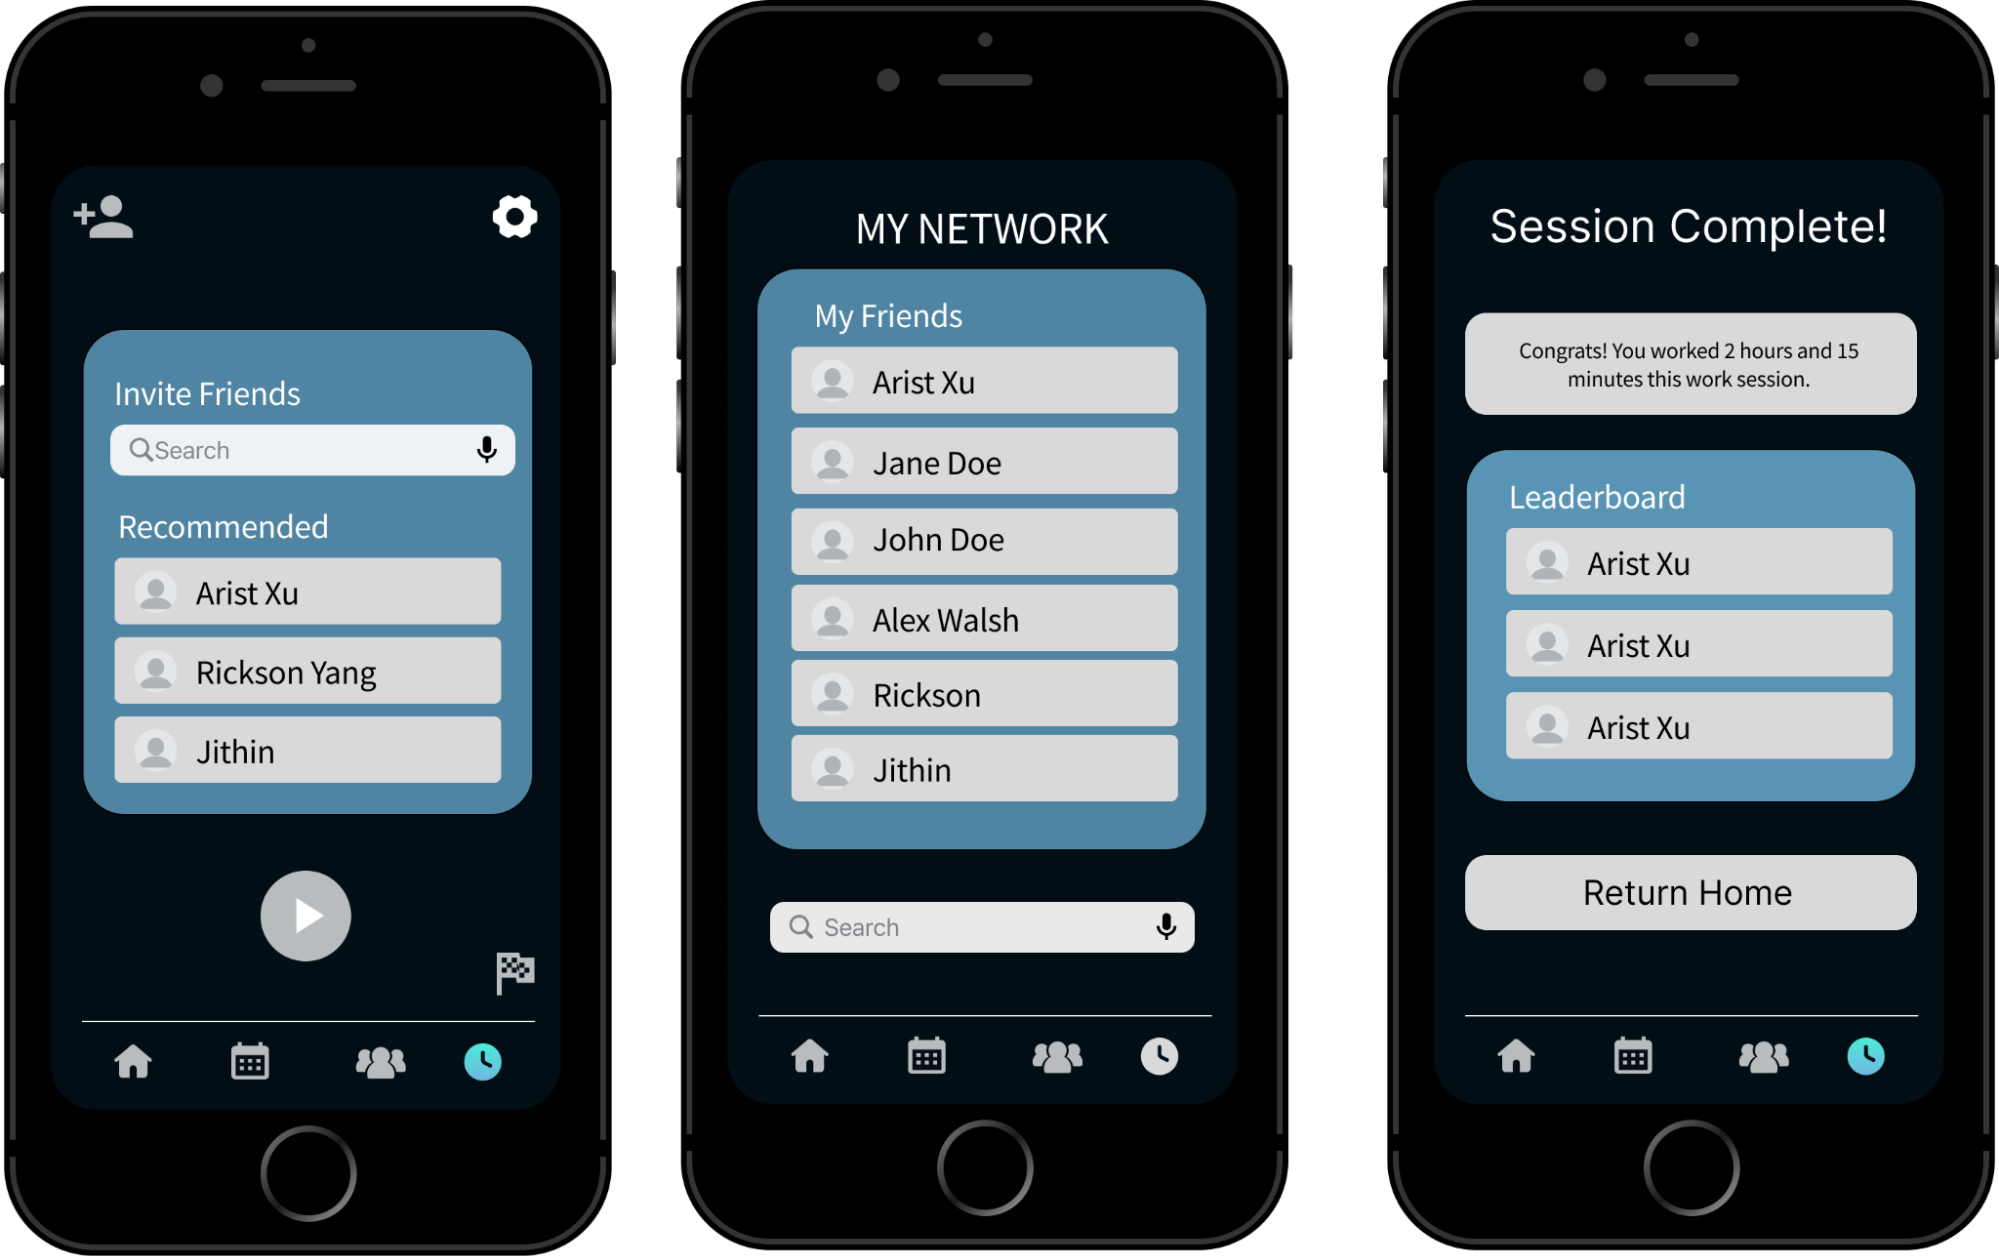 Invite Friends
Search
Recommended
Arist Xu
Rickson Yang
Jithin
MY NETWORK
My Friends
Arist Xu
Jane Doe
John Doe
Alex Walsh
Rickson
Jithin
Search
Session Complete!
Congrats! You worked 2 hours and 15
minutes this work session.
Leaderboard
Arist Xu
Arist Xu
Arist Xu
Return Home